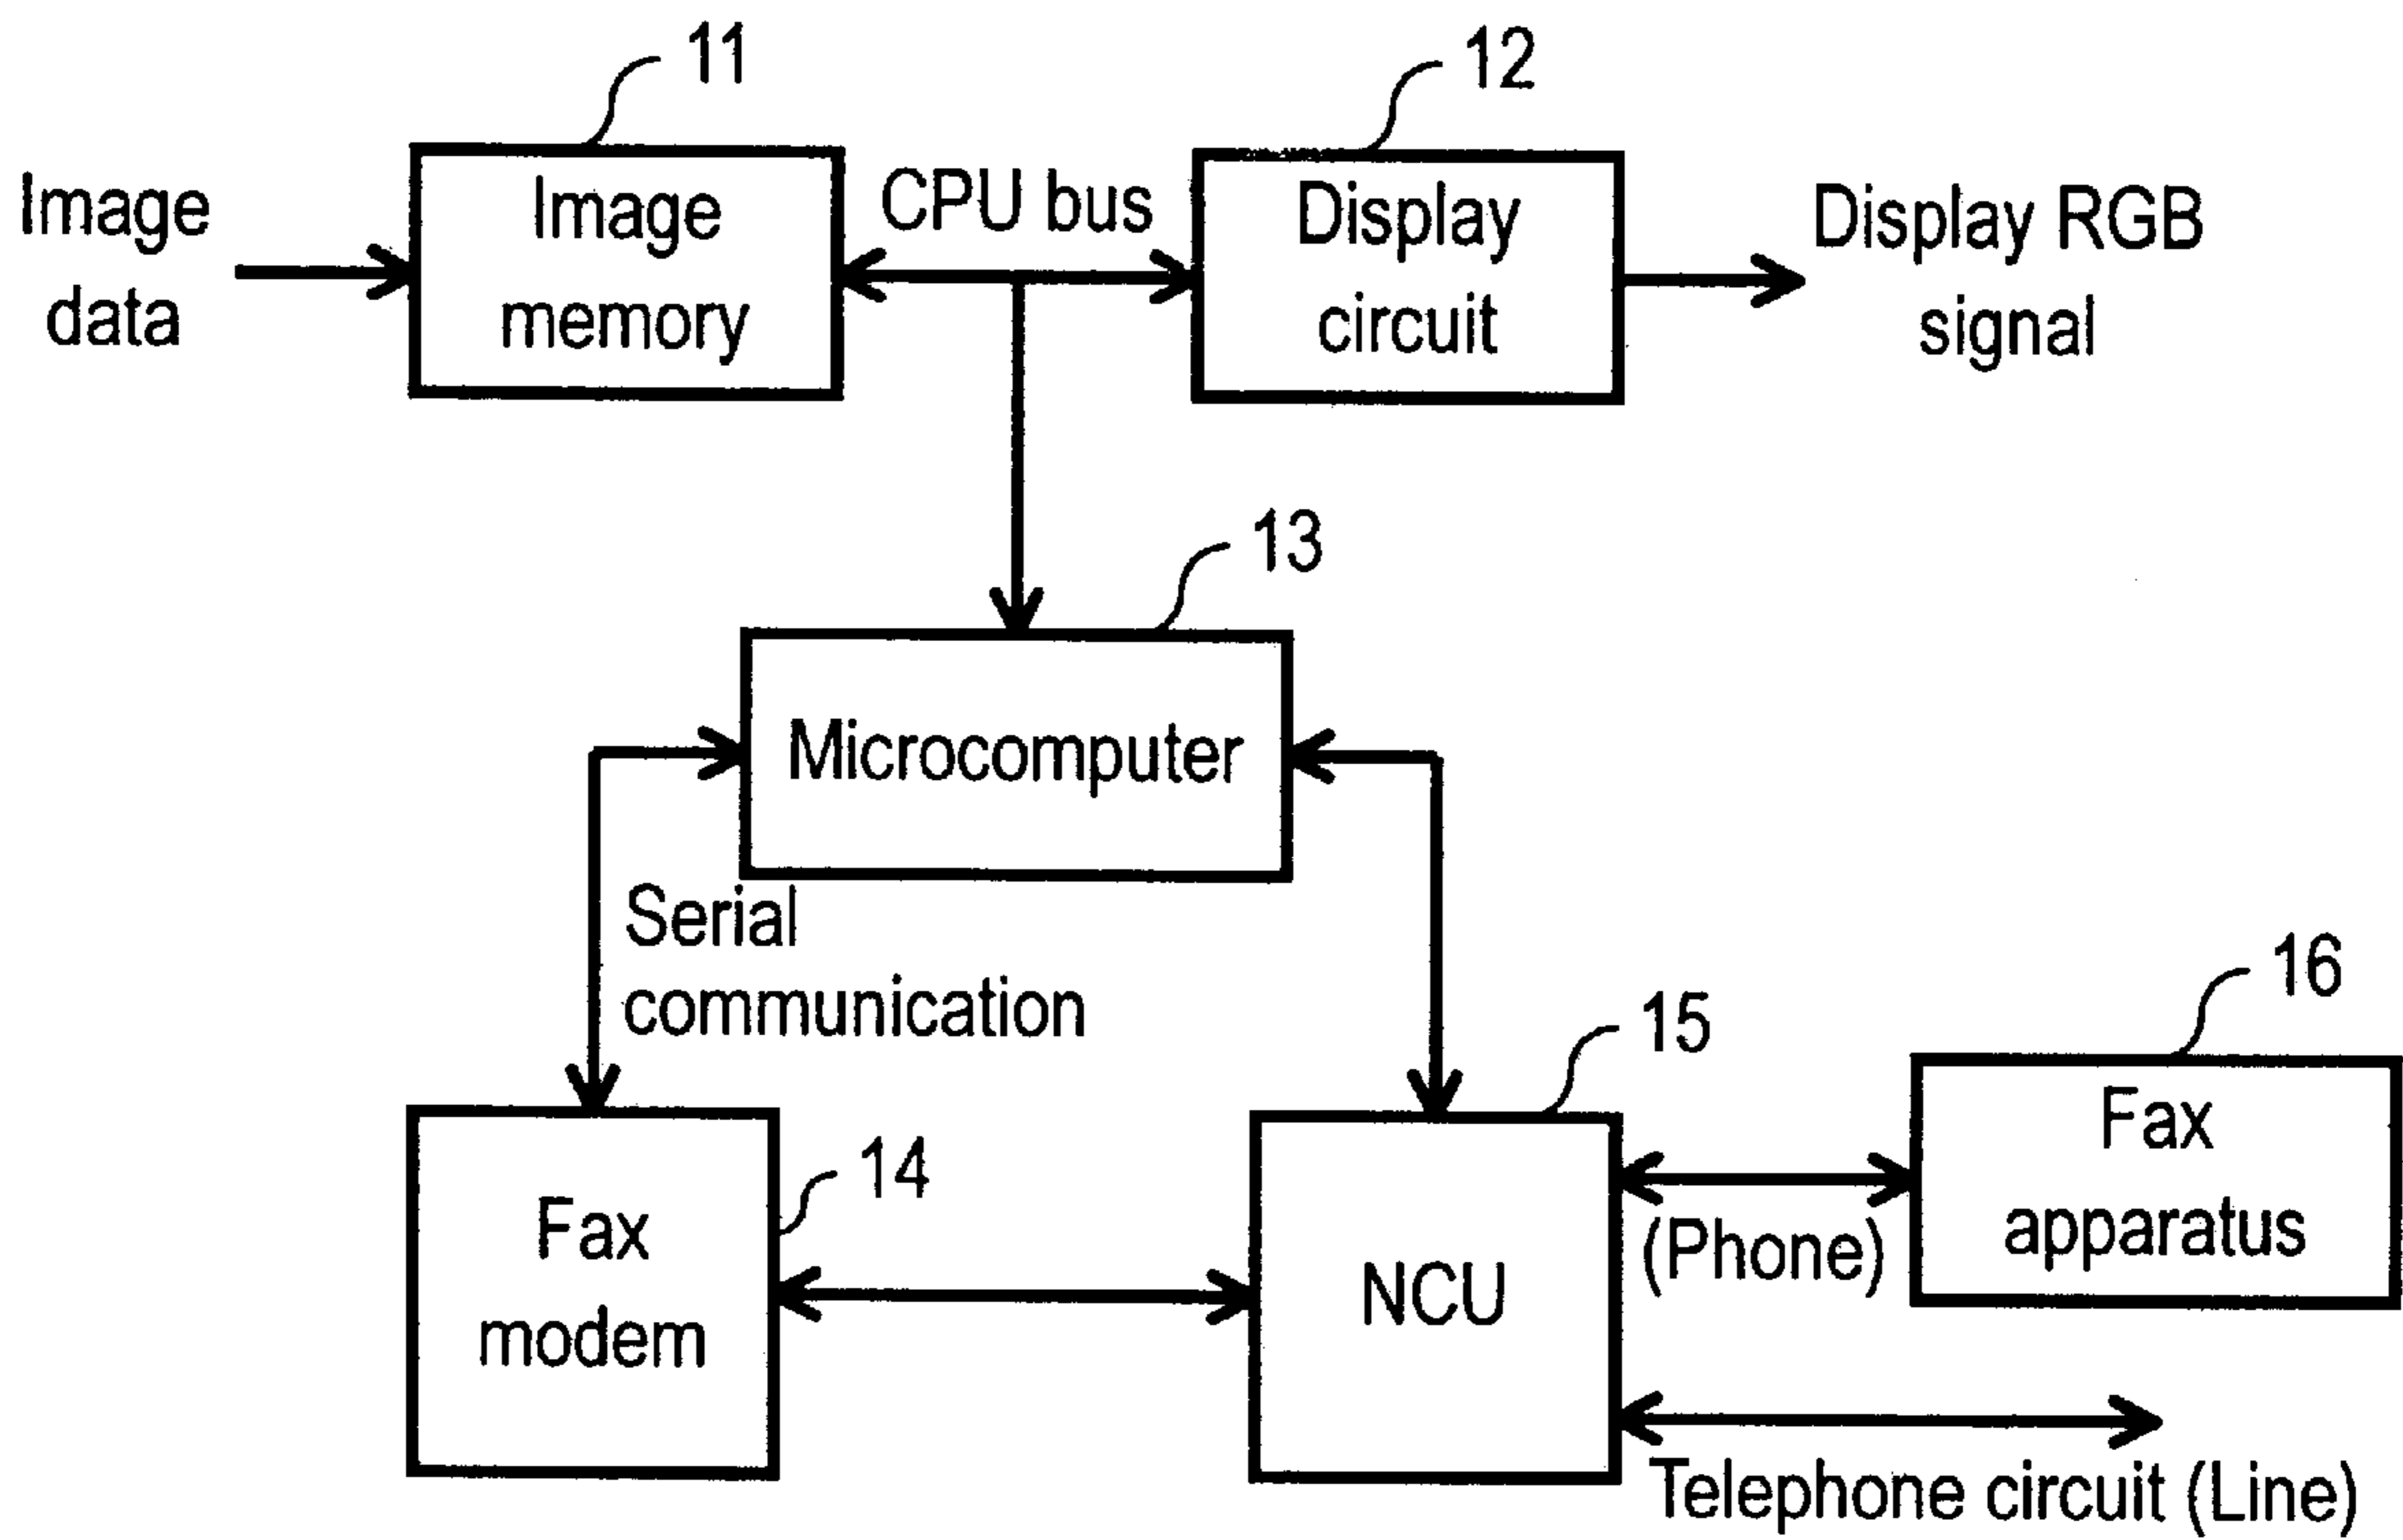 11
12
Image
data
Image
memory
CPU bus
Display
circuit
Display RGB
signal
13
Microcomputer
Serial
communication
14
Fax
modem
15
NCU
16
Fax
apparatus
(Phone)
Telephone circuit (Line)